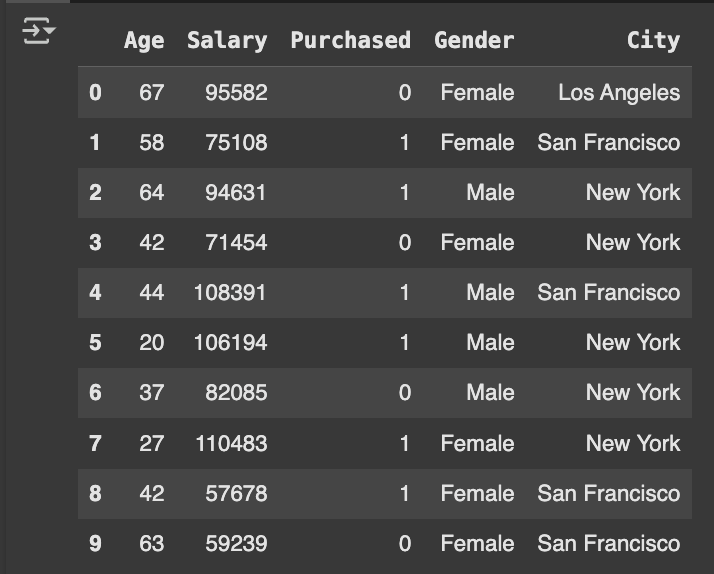 Age Salary Purchased Gender City
0 67 95582 0 Female Los Angeles
1 58 75108 1 Female San Francisco
2 64 94631 1 Male New York
3 42 71454 0 Female New York
4 44 108391 1 Male San Francisco
5 20 106194 1 Male New York
6 37 82085 0 Male New York
7 27 110483 1 Female New York
8 42 57678 1 Female San Francisco
9 63 59239 0 Female San Francisco